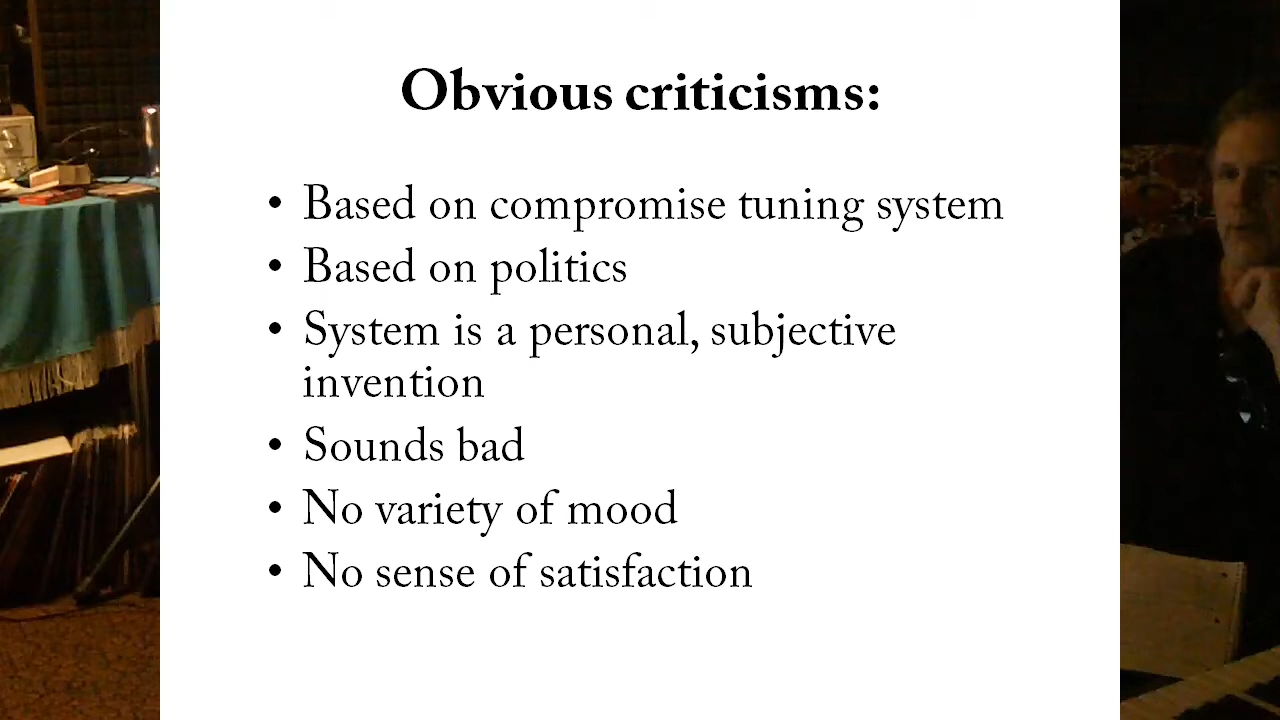 Obvious criticisms:
• Based on compromise tuning system
• Based on politics
• System is a personal, subjective
invention
• Sounds bad
• No variety of mood
• No sense of satisfaction